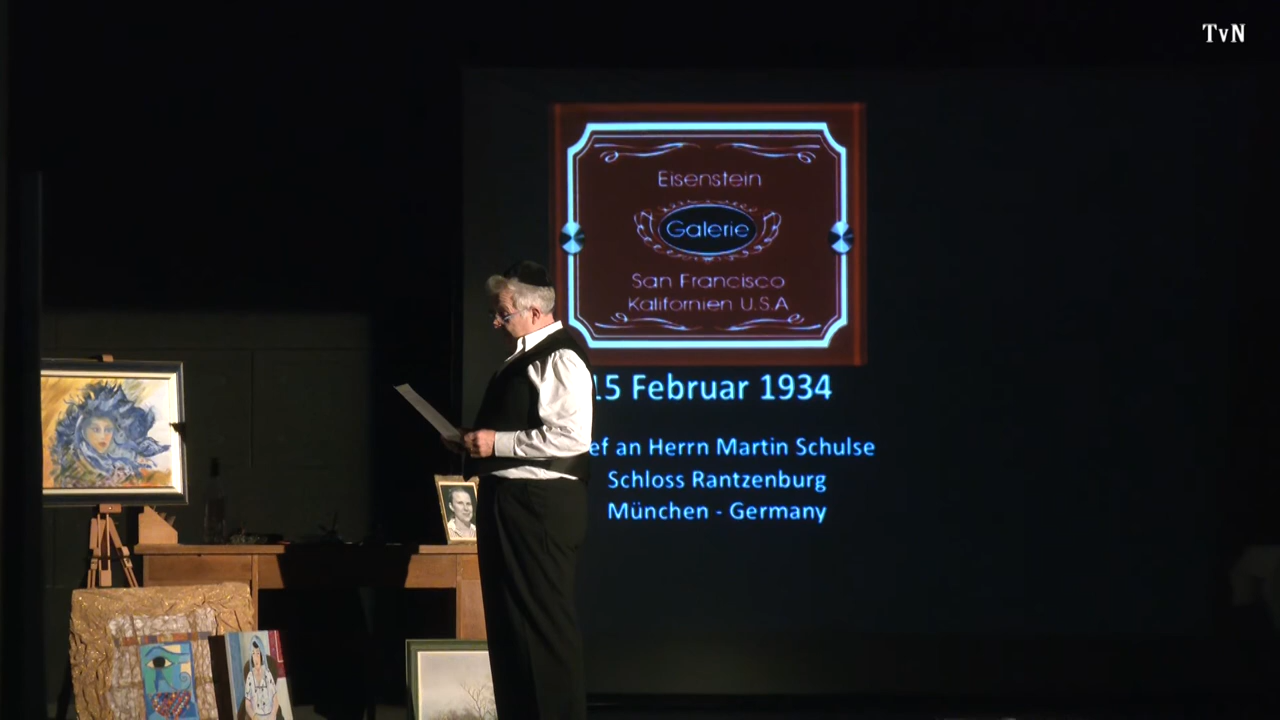 TvN
Eisenstein
Galerie
San Francisco
Kalifornien U.S.A
15 Februar 1934
ef an Herrn Martin Schulse
Schloss Rantzenburg
München - Germany